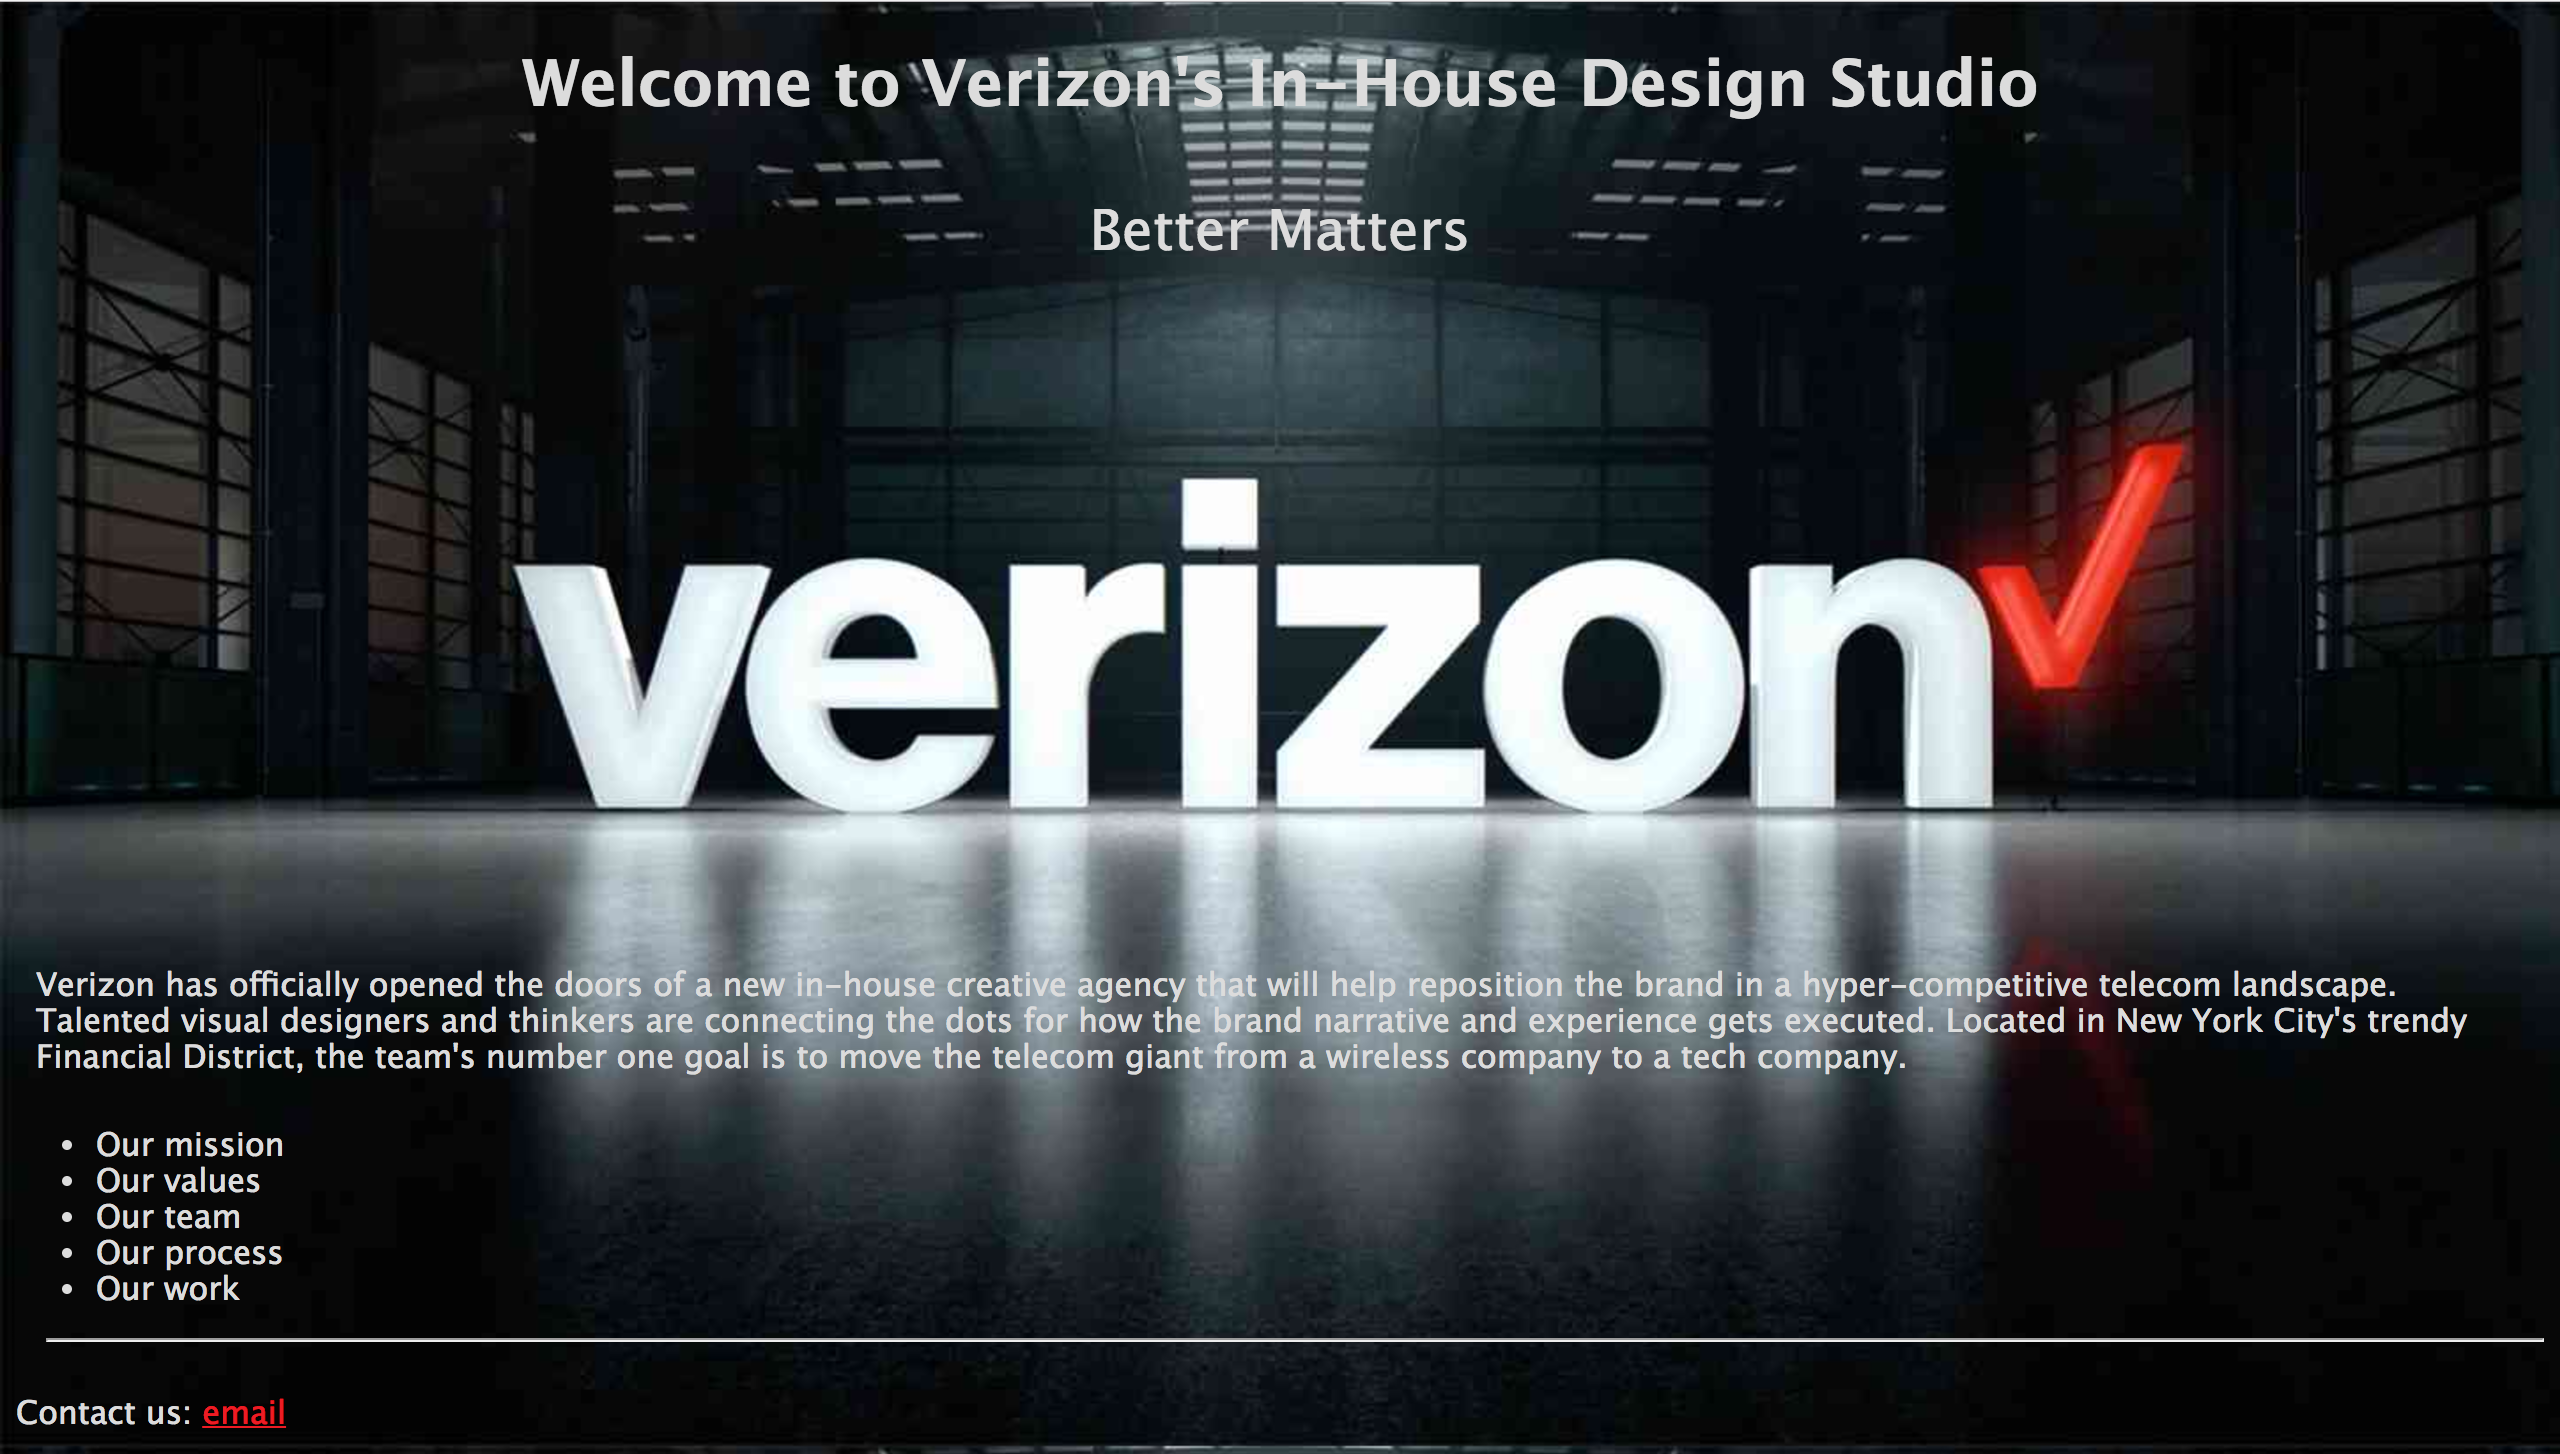 Welcome to Verizon's In-House Design Studio
Better Matters
verizon
Verizon has officially opened the doors of a new in-house creative agency that will help reposition the brand in a hyper-competitive telecom landscape.
Talented visual designers and thinkers are connecting the dots for how the brand narrative and experience gets executed. Located in New York City's trendy
Financial District, the team's number one goal is to move the telecom giant from a wireless company to a tech company.
• Our mission
• Our values
• Our team
• Our process
• Our work
Contact us: email